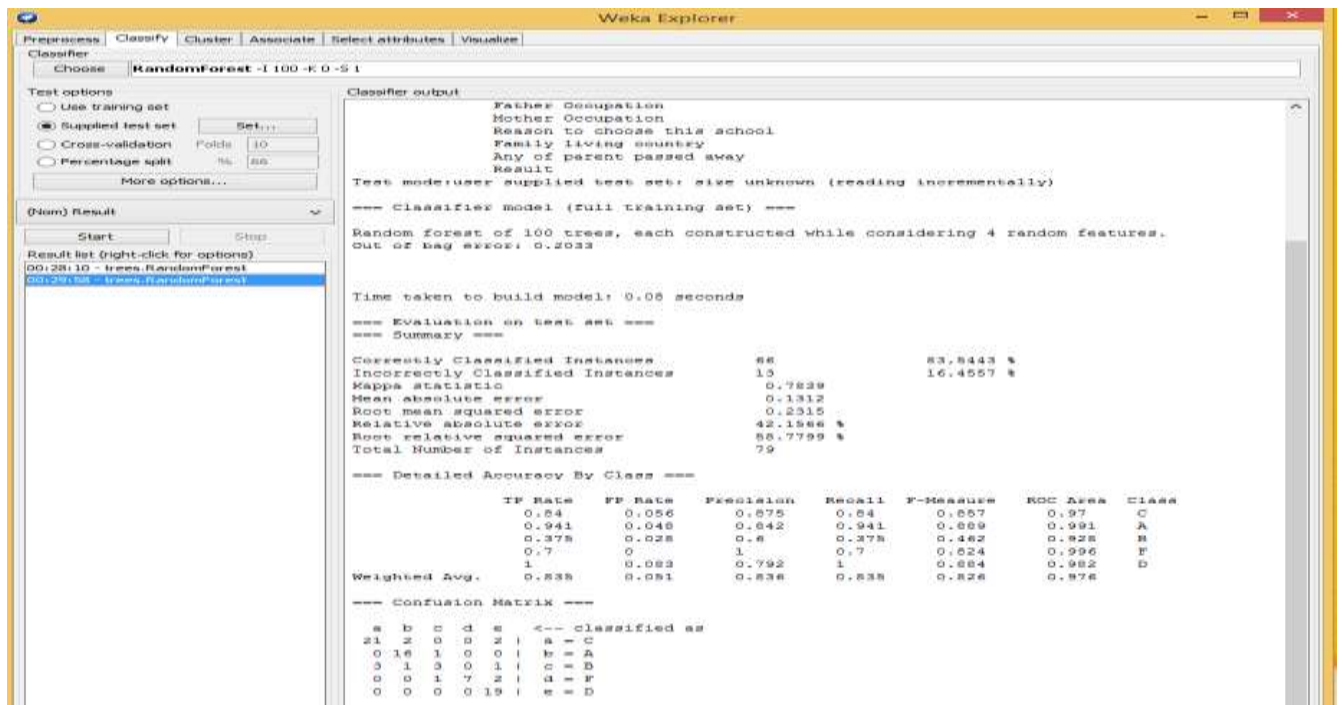 Weka Explorer
Preprocess Classify Cluster Associate Select attributes Visualize
Classifier
Choose RandomForest -I 100 -K 0 -S 1
Test options
Use training set
Supplied test set Set...
Cross-validation Folds 10
Percentage split % 66
More options...
(Nom) Result
Start Stop
Result list (right-click for options)
00:28:10 - trees.RandomForest
00:29:58 - trees.RandomForest
Classifier output
Father Occupation
Mother Occupation
Reason to choose this school
Family living country
Any of parent passed away
Result
Test mode:user supplied test set: size unknown (reading incrementally)
=== Classifier model (full training set) ===
Random forest of 100 trees, each constructed while considering 4 random features.
Out of bag error: 0.2033
Time taken to build model: 0.08 seconds
=== Evaluation on test set ===
=== Summary ===
Correctly Classified Instances 66 83.5443 %
Incorrectly Classified Instances 13 16.4557 %
Kappa statistic 0.7839
Mean absolute error 0.1312
Root mean squared error 0.2315
Relative absolute error 42.1566 %
Root relative squared error 58.7799 %
Total Number of Instances 79
=== Detailed Accuracy By Class ===
TP Rate FP Rate Precision Recall F-Measure ROC Area Class
0.84 0.056 0.875 0.84 0.857 0.97 C
0.941 0.048 0.842 0.941 0.889 0.991 A
0.375 0.028 0.6 0.375 0.462 0.928 B
0.7 0 1 0.7 0.824 0.996 F
1 0.083 0.792 1 0.884 0.982 D
Weighted Avg. 0.835 0.051 0.836 0.835 0.826 0.976
=== Confusion Matrix ===
a b c d e <-- classified as
21 2 0 0 2 | a = C
0 16 1 0 0 | b = A
3 1 3 0 1 | c = B
0 0 1 7 2 | d = F
0 0 0 0 19 | e = D